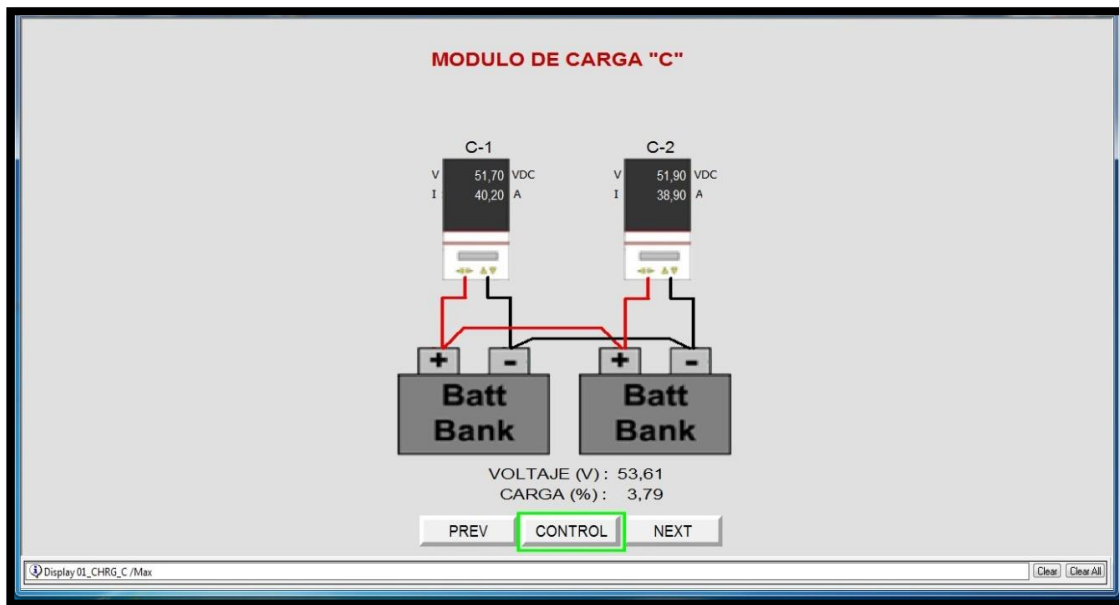 MODULO DE CARGA "C"
C-1 C-2
V 51,70 VDC V 51,90 VDC
I 40,20 A I 38,90 A
+ - + -
Batt Batt
Bank Bank
VOLTAJE (V) : 53,61
CARGA (%) : 3,79
PREV CONTROL NEXT
Display 01_CHRG_C /Max Clear Clear All